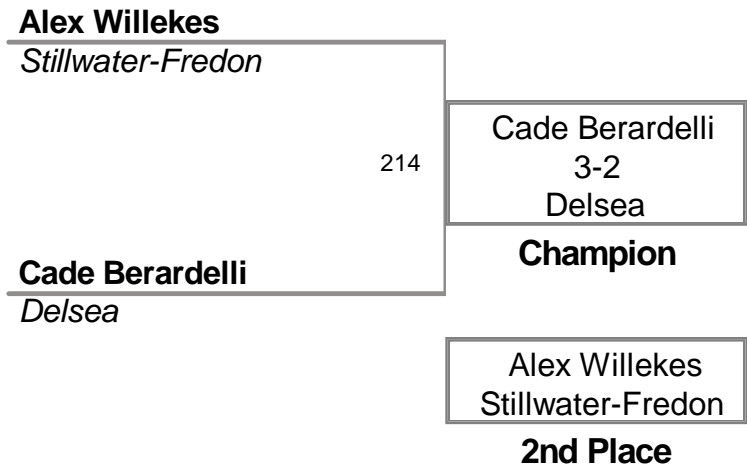 Alex Willekes
Stillwater-Fredon
214
Cade Berardelli
3-2
Delsea
Champion
Cade Berardelli
Delsea
Alex Willekes
Stillwater-Fredon
2nd Place